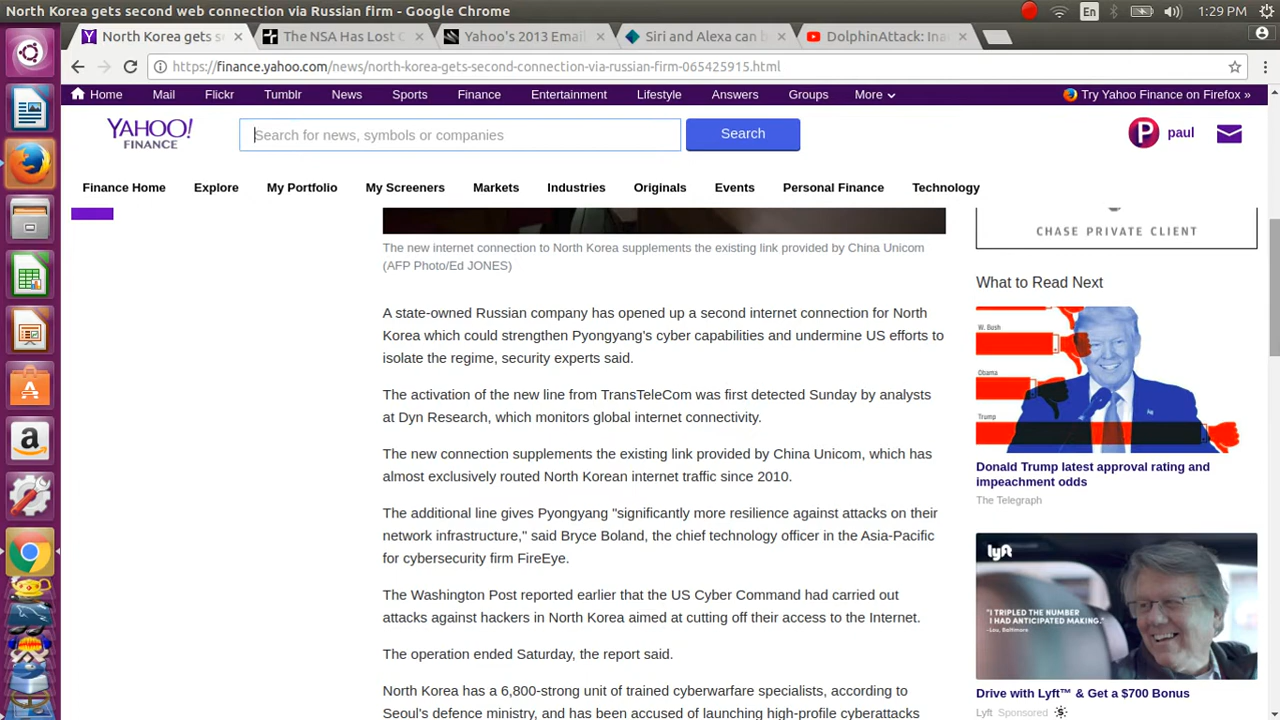 North Korea gets second web connection via Russian firm - Google Chrome
En
1:29 PM
North Korea gets s
The NSA Has Lost C
Yahoo's 2013 Email
Siri and Alexa can b
DolphinAttack: Ina
https://finance.yahoo.com/news/north-korea-gets-second-connection-via-russian-firm-065425915.html
Home Mail Flickr Tumblr News Sports Finance Entertainment Lifestyle Answers Groups More
Try Yahoo Finance on Firefox »
YAHOO!
FINANCE
Search for news, symbols or companies
Search
P
paul
Finance Home Explore My Portfolio My Screeners Markets Industries Originals Events Personal Finance Technology
The new internet connection to North Korea supplements the existing link provided by China Unicom
(AFP Photo/Ed JONES)
A state-owned Russian company has opened up a second internet connection for North
Korea which could strengthen Pyongyang's cyber capabilities and undermine US efforts to
isolate the regime, security experts said.
The activation of the new line from TransTeleCom was first detected Sunday by analysts
at Dyn Research, which monitors global internet connectivity.
The new connection supplements the existing link provided by China Unicom, which has
almost exclusively routed North Korean internet traffic since 2010.
The additional line gives Pyongyang "significantly more resilience against attacks on their
network infrastructure," said Bryce Boland, the chief technology officer in the Asia-Pacific
for cybersecurity firm FireEye.
The Washington Post reported earlier that the US Cyber Command had carried out
attacks against hackers in North Korea aimed at cutting off their access to the Internet.
The operation ended Saturday, the report said.
North Korea has a 6,800-strong unit of trained cyberwarfare specialists, according to
Seoul's defence ministry, and has been accused of launching high-profile cyberattacks
CHASE PRIVATE CLIENT
What to Read Next
W. Bush
Obama
Trump
Donald Trump latest approval rating and
impeachment odds
The Telegraph
lyft
"I TRIPLED THE NUMBER
I HAD ANTICIPATED MAKING."
–Lou, Baltimore
Drive with Lyft™ & Get a $700 Bonus
Lyft Sponsored